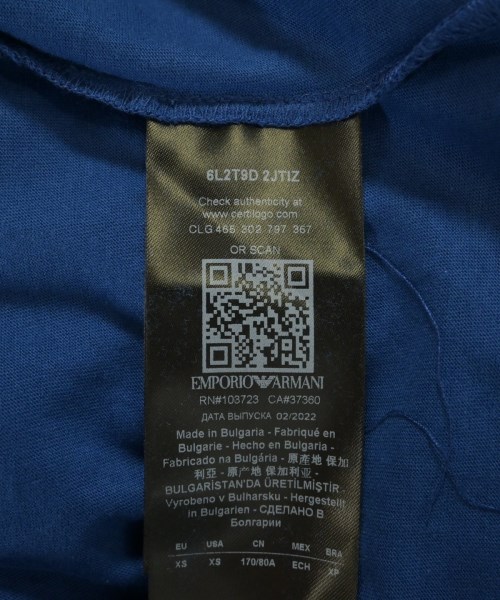 6L2T9D 2JTIZ
Check authenticity at
www.certilogo.com
CLG 466 302 797 367
OR SCAN
EMPORIO ARMANI
RN#103723 CA#37360
ДАТА ВЫПУСКА 02/2022
Made in Bulgaria - Fabriqué en
Bulgarie - Hecho en Bulgaria -
Fabricado na Bulgária - 原產地 保加
利亞 - 原产地 保加利亚 -
BULGARİSTAN'DA ÜRETİLMİŞTİR -
Vyrobeno v Bulharsku - Hergestellt
in Bulgarien - СДЕЛАНО В
Болгарии
EU USA CN MEX BRA
XS XS 170/80A ECH XP